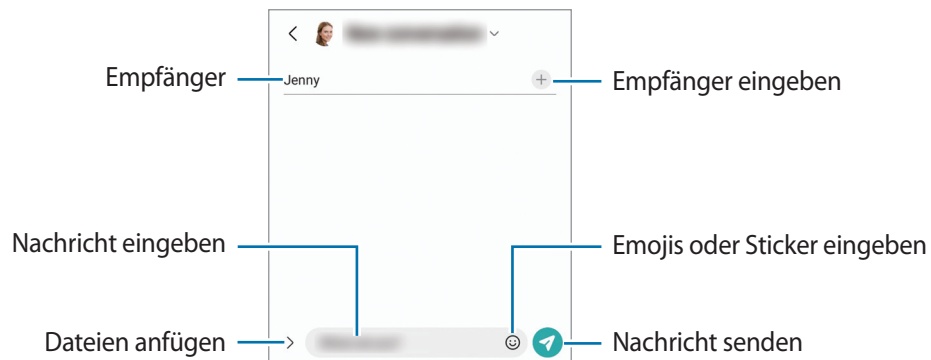 Empfänger
Jenny
Empfänger eingeben
Nachricht eingeben
Emojis oder Sticker eingeben
Dateien anfügen
Nachricht senden